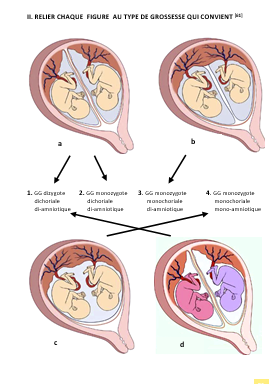 II. RELIER CHAQUE FIGURE AU TYPE DE GROSSESSE QUI CONVIENT
a
b
1. GG dizygote
dichoriale
di-amniotique
2. GG monozygote
dichoriale
di-amniotique
3. GG monozygote
monochoriale
di-amniotique
4. GG monozygote
monochoriale
mono-amniotique
c
d